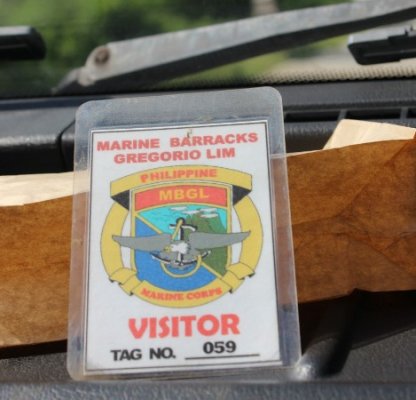 MARINE BARRACKS
GREGORIO LIM
PHILIPPINE
MBGL
MARINE CORPS
VISITOR
TAG NO. 059